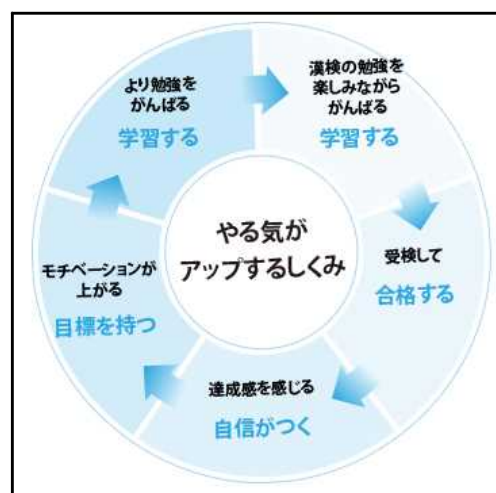 やる気が
アップするしくみ
漢検の勉強を
楽しみながら
がんばる
学習する
受検して
合格する
達成感を感じる
自信がつく
モチベーションが
上がる
目標を持つ
より勉強を
がんばる
学習する